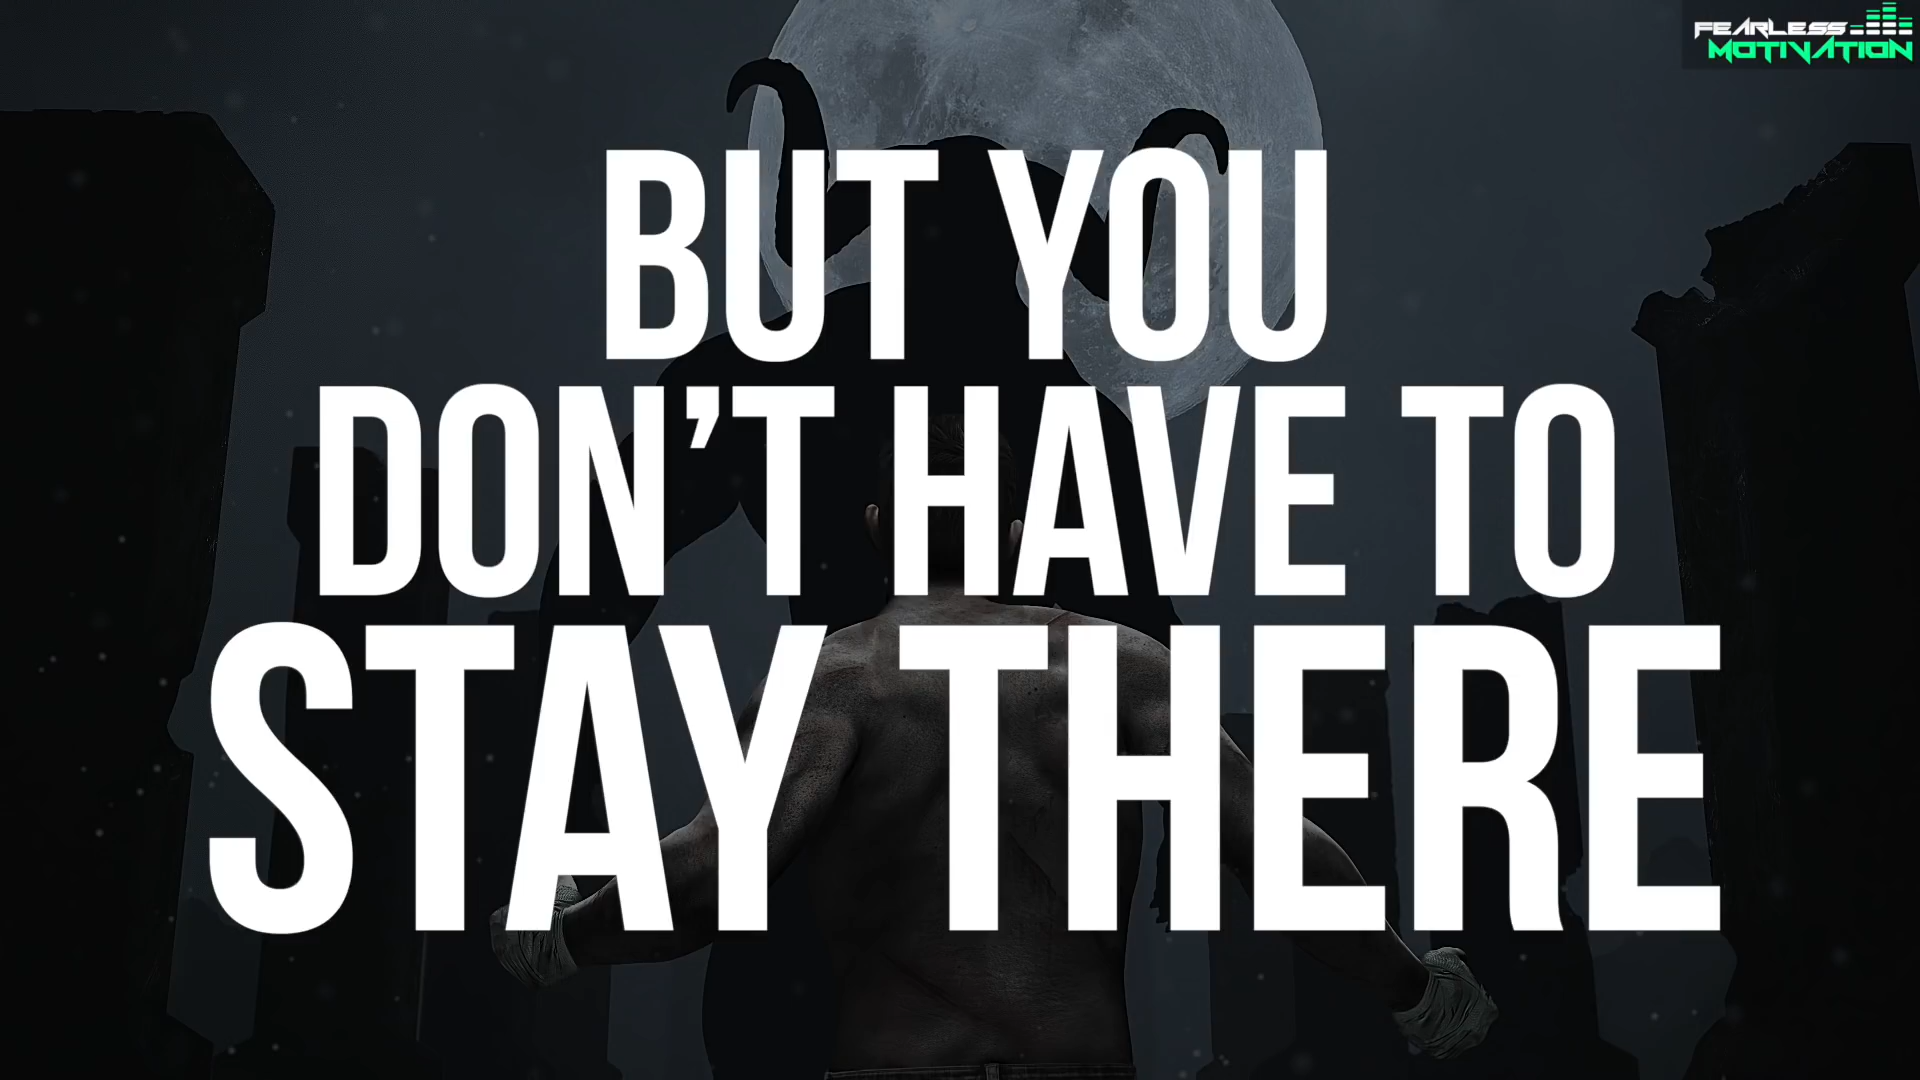 FEARLESS
MOTIVATION
BUT YOU
DON'T HAVE TO
STAY THERE